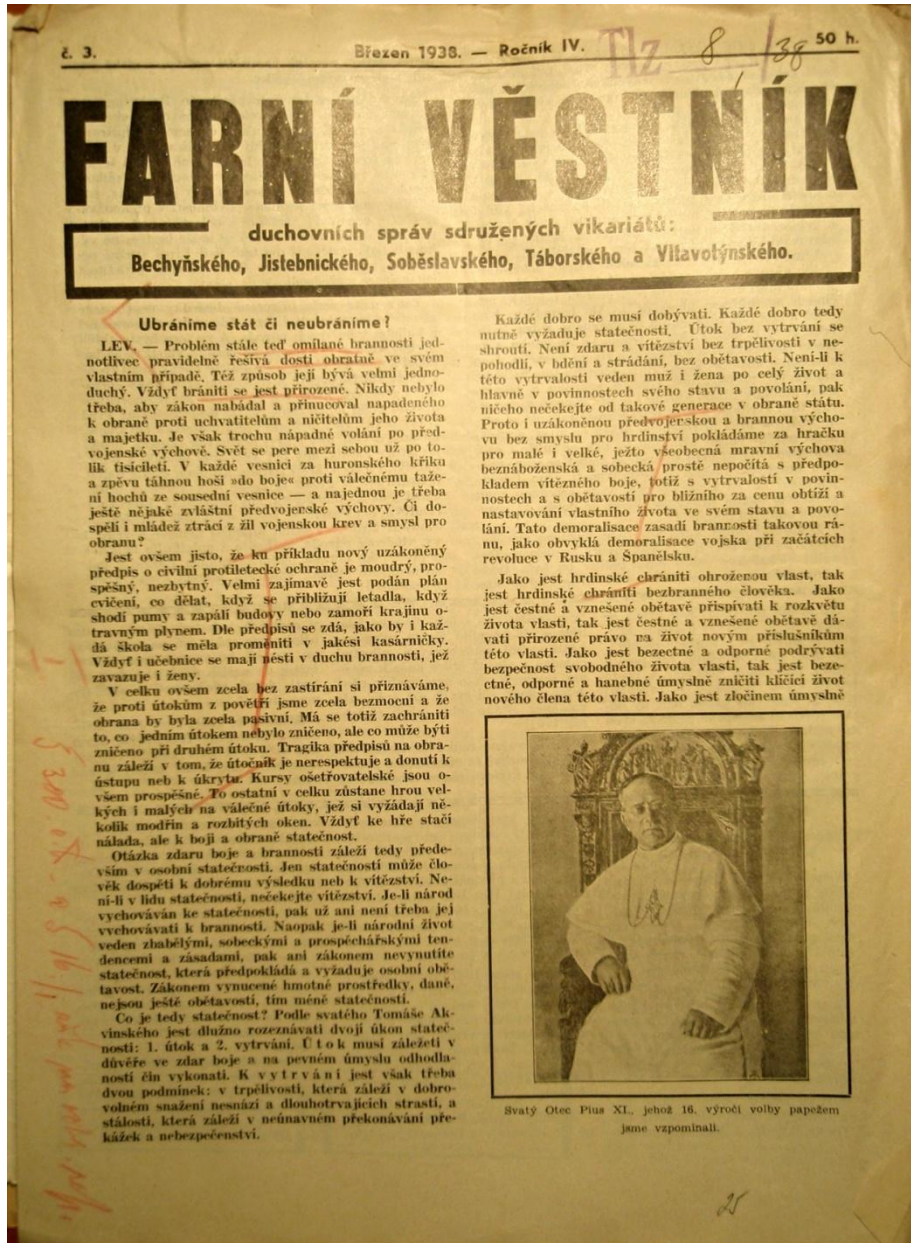 č. 3.
Březen 1938. — Ročník IV.
Tlz 8/38
50 h.
FARNÍ VĚSTNÍK
duchovních správ sdružených vikariátů:
Bechyňského, Jistebnického, Soběslavského, Táborského a Vltavotýnského.
Ubráníme stát či neubráníme?
LEV. — Problém stále teď omílané brannosti jed-
notlivec pravidelně řešívá dosti obratně ve svém
vlastním případě. Též způsob její bývá velmi jedno-
duchý. Vždyť brániti se jest přirozené. Nikdy nebylo
třeba, aby zákon nabádal a přinucoval napadeného
k obraně proti uchvatitelům a ničitelům jeho života
a majetku. Je však trochu nápadné volání po před-
vojenské výchově. Svět se pere mezi sebou už po to-
lik tisíciletí. V každé vesnici za huronského křiku
a zpěvu táhnou hoši »do boje« proti válečnému taže-
ní hochů ze sousední vesnice — a najednou je třeba
ještě nějaké zvláštní předvojenské výchovy. Či do-
spělí i mládež ztrácí z žil vojenskou krev a smysl pro
obranu?
Jest ovšem jisto, že ku příkladu nový uzákoněný
předpis o civilní protiletecké ochraně je moudrý, pro-
spěšný, nezbytný. Velmi zajímavě jest podán plán
cvičení, co dělat, když se přibližují letadla, když
shodí pumy a zapálí budovy nebo zamoří krajinu o-
travným plynem. Dle předpisů se zdá, jako by i kaž-
dá škola se měla proměniti v jakési kasárničky.
Vždyť i učebnice se mají nésti v duchu brannosti, jež
zavazuje i ženy.
V celku ovšem zcela bez zastírání si přiznáváme,
že proti útokům z povětří jsme zcela bezmocni a že
obrana by byla zcela pasivní. Má se totiž zachrániti
to, co jedním útokem nebylo zničeno, ale co může býti
zničeno při druhém útoku. Tragika předpisů na obra-
nu záleží v tom, že útočník je nerespektuje a donutí k
ústupu neb k úkrytu. Kursy ošetřovatelské jsou o-
všem prospěšné. To ostatní v celku zůstane hrou vel-
kých i malých na válečné útoky, jež si vyžádají ně-
kolik modřin a rozbitých oken. Vždyť ke hře stačí
nálada, ale k boji a obraně statečnost.
Otázka zdaru boje a brannosti záleží tedy přede-
vším v osobní statečnosti. Jen statečností může člo-
věk dospěti k dobrému výsledku neb k vítězství. Ne-
ní-li v lidu statečnosti, nečekejte vítězství. Je-li národ
vychováván ke statečnosti, pak už ani není třeba jej
vychovávati k brannosti. Naopak je-li národní život
veden zbabělými, sobeckými a prospěchářskými ten-
dencemi a zásadami, pak ani zákonem nevynutíte
statečnost, která předpokládá a vyžaduje osobní obě-
tavost. Zákonem vynucené hmotné prostředky, daně,
nejsou ještě obětavostí, tím méně statečností.
Co je tedy statečnost? Podle svatého Tomáše Ak-
vinského jest dlužno rozeznávati dvojí úkon stateč-
nosti: 1. útok a 2. vytrvání. Útok musí záležeti v
důvěře ve zdar boje a na pevném úmyslu odhodla-
ností čin vykonati. K vytrvání jest však třeba
dvou podmínek: v trpělivosti, která záleží v dobro-
volném snažení nesnází a dlouhotrvajících strastí, a
stálosti, která záleží v neúnavném překonávání pře-
kážek a nebezpečenství.
Každé dobro se musí dobývati. Každé dobro tedy
nutně vyžaduje statečnosti. Útok bez vytrvání se
shroutí. Není zdaru a vítězství bez trpělivosti v ne-
pohodlí, v bdění a strádání, bez obětavosti. Není-li k
této vytrvalosti veden muž i žena po celý život a
hlavně v povinnostech svého stavu a povolání, pak
ničeho nečekejte od takové generace v obraně státu.
Proto i uzákoněnou předvojenskou a brannou výcho-
vu bez smyslu pro hrdinství pokládáme za hračku
pro malé i velké, ježto všeobecná mravní výchova
beznáboženská a sobecká prostě nepočítá s předpo-
kladem vítězného boje, totiž s vytrvalostí v povin-
nostech a s obětavostí pro bližního za cenu obtíží a
nastavování vlastního života ve svém stavu a povo-
lání. Tato demoralisace zasadí brannosti takovou rá-
nu, jako obvyklá demoralisace vojska při začátcích
revoluce v Rusku a Španělsku.
Jako jest hrdinské chrániti ohroženou vlast, tak
jest hrdinské chrániti bezbranného člověka. Jako
jest čestné a vznešené obětavě přispívati k rozkvětu
života vlasti, tak jest čestné a vznešené obětavě dá-
vati přirozené právo na život novým příslušníkům
této vlasti. Jako jest bezectné a odporné podrývati
bezpečnost svobodného života vlasti, tak jest beze-
ctné, odporné a hanebné úmyslně zničiti klíčící život
nového člena této vlasti. Jako jest zločinem úmyslně
Svatý Otec Pius XI., jehož 16. výročí volby papežem
jsme vzpomínali.
25